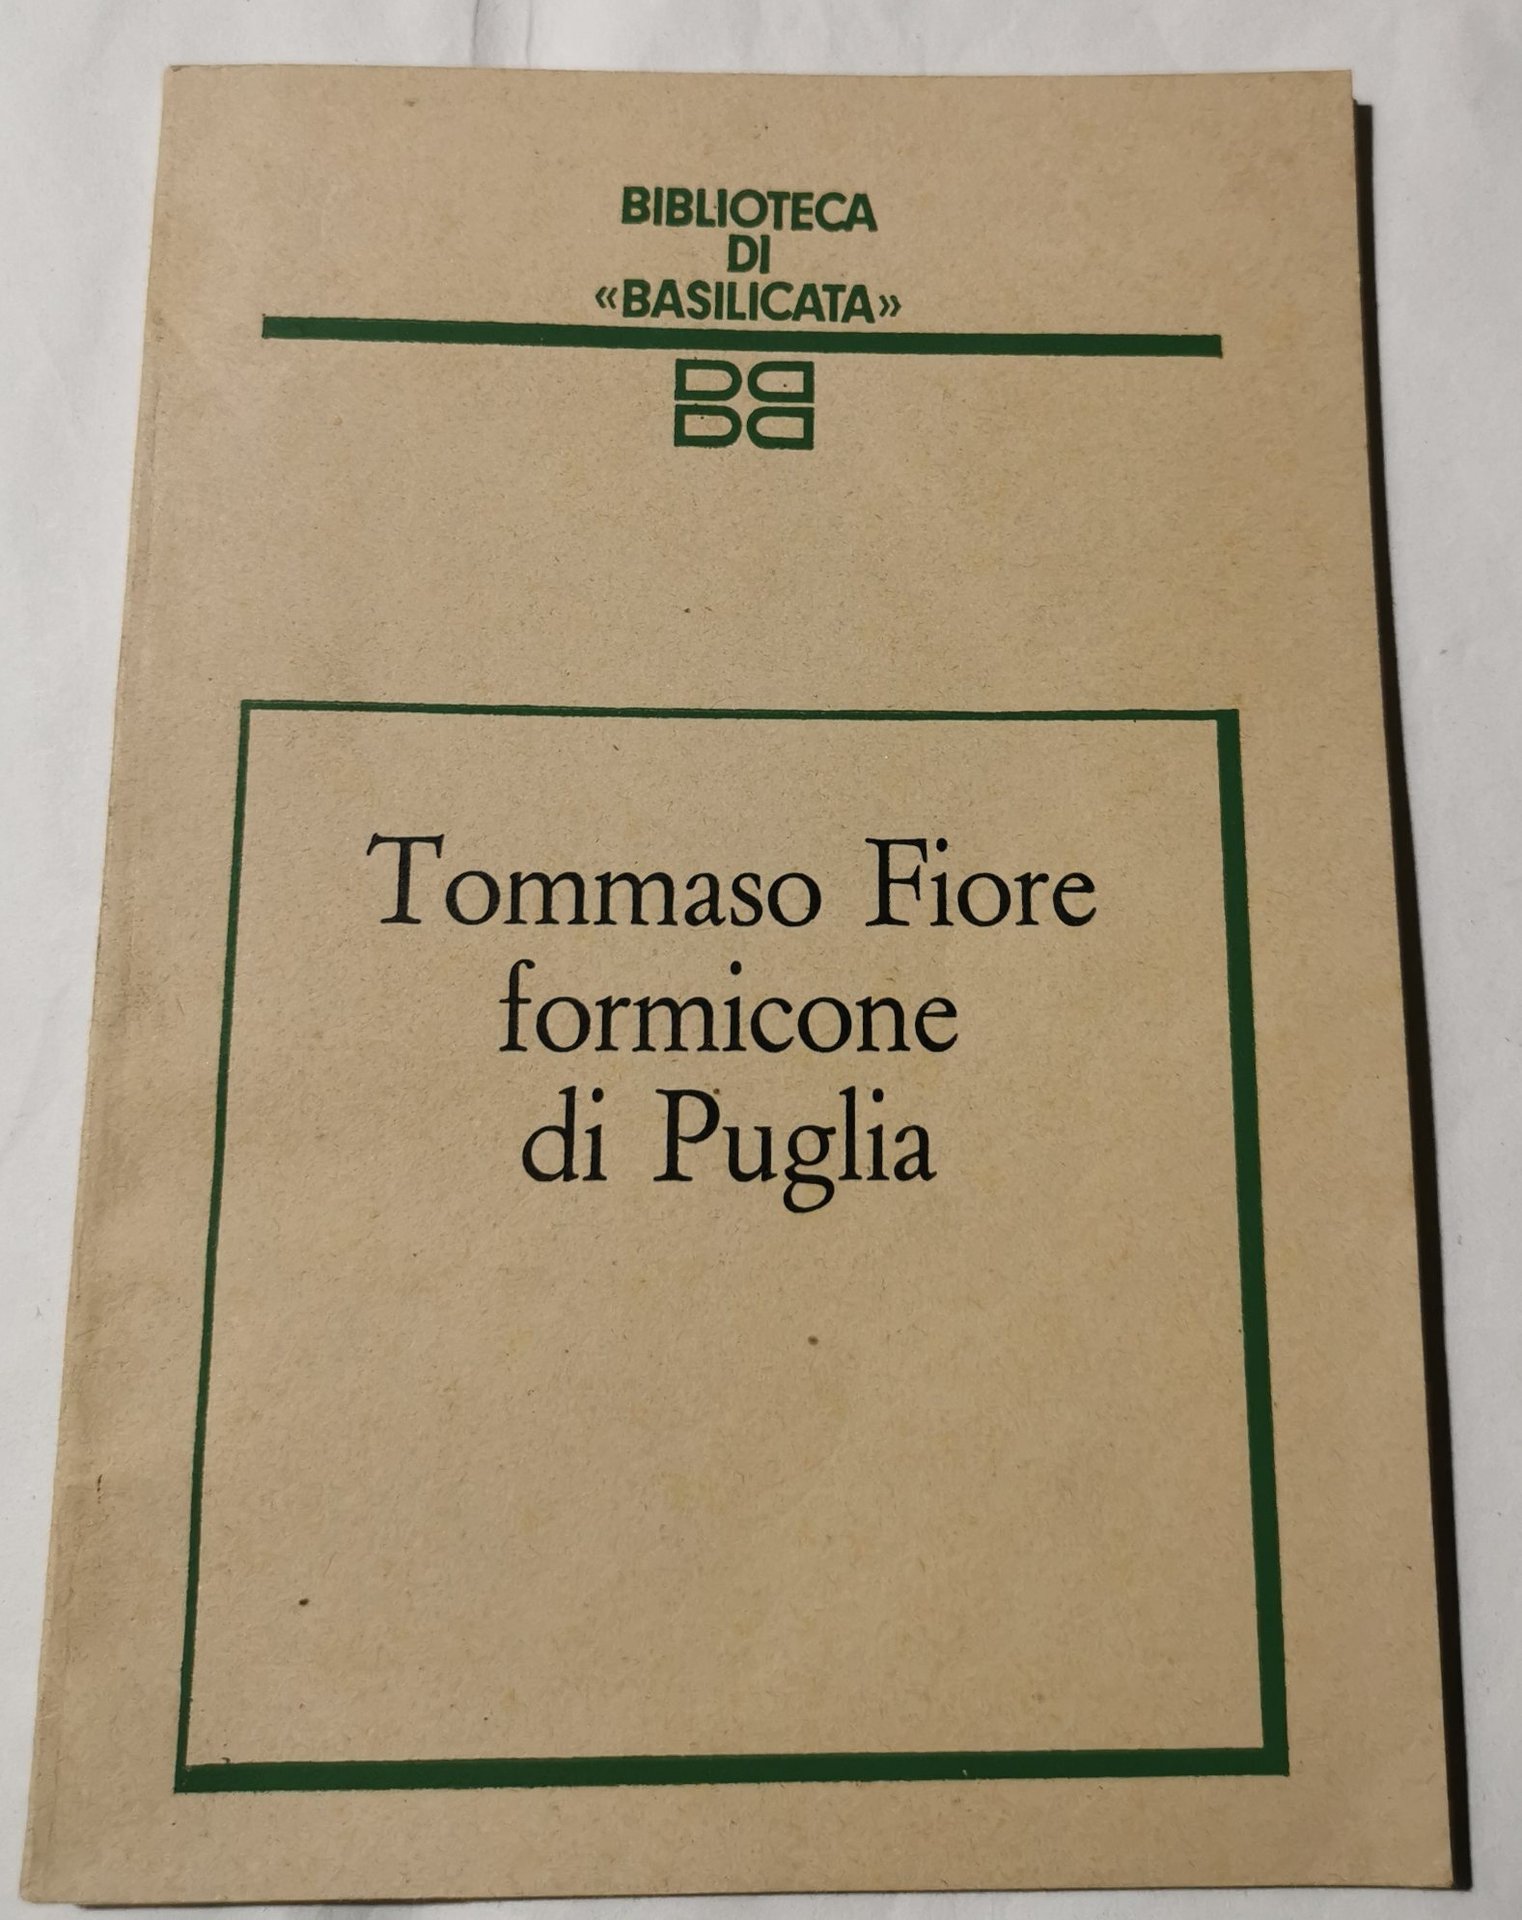 BIBLIOTECA
DI
«BASILICATA»
Tommaso Fiore
formicone
di Puglia